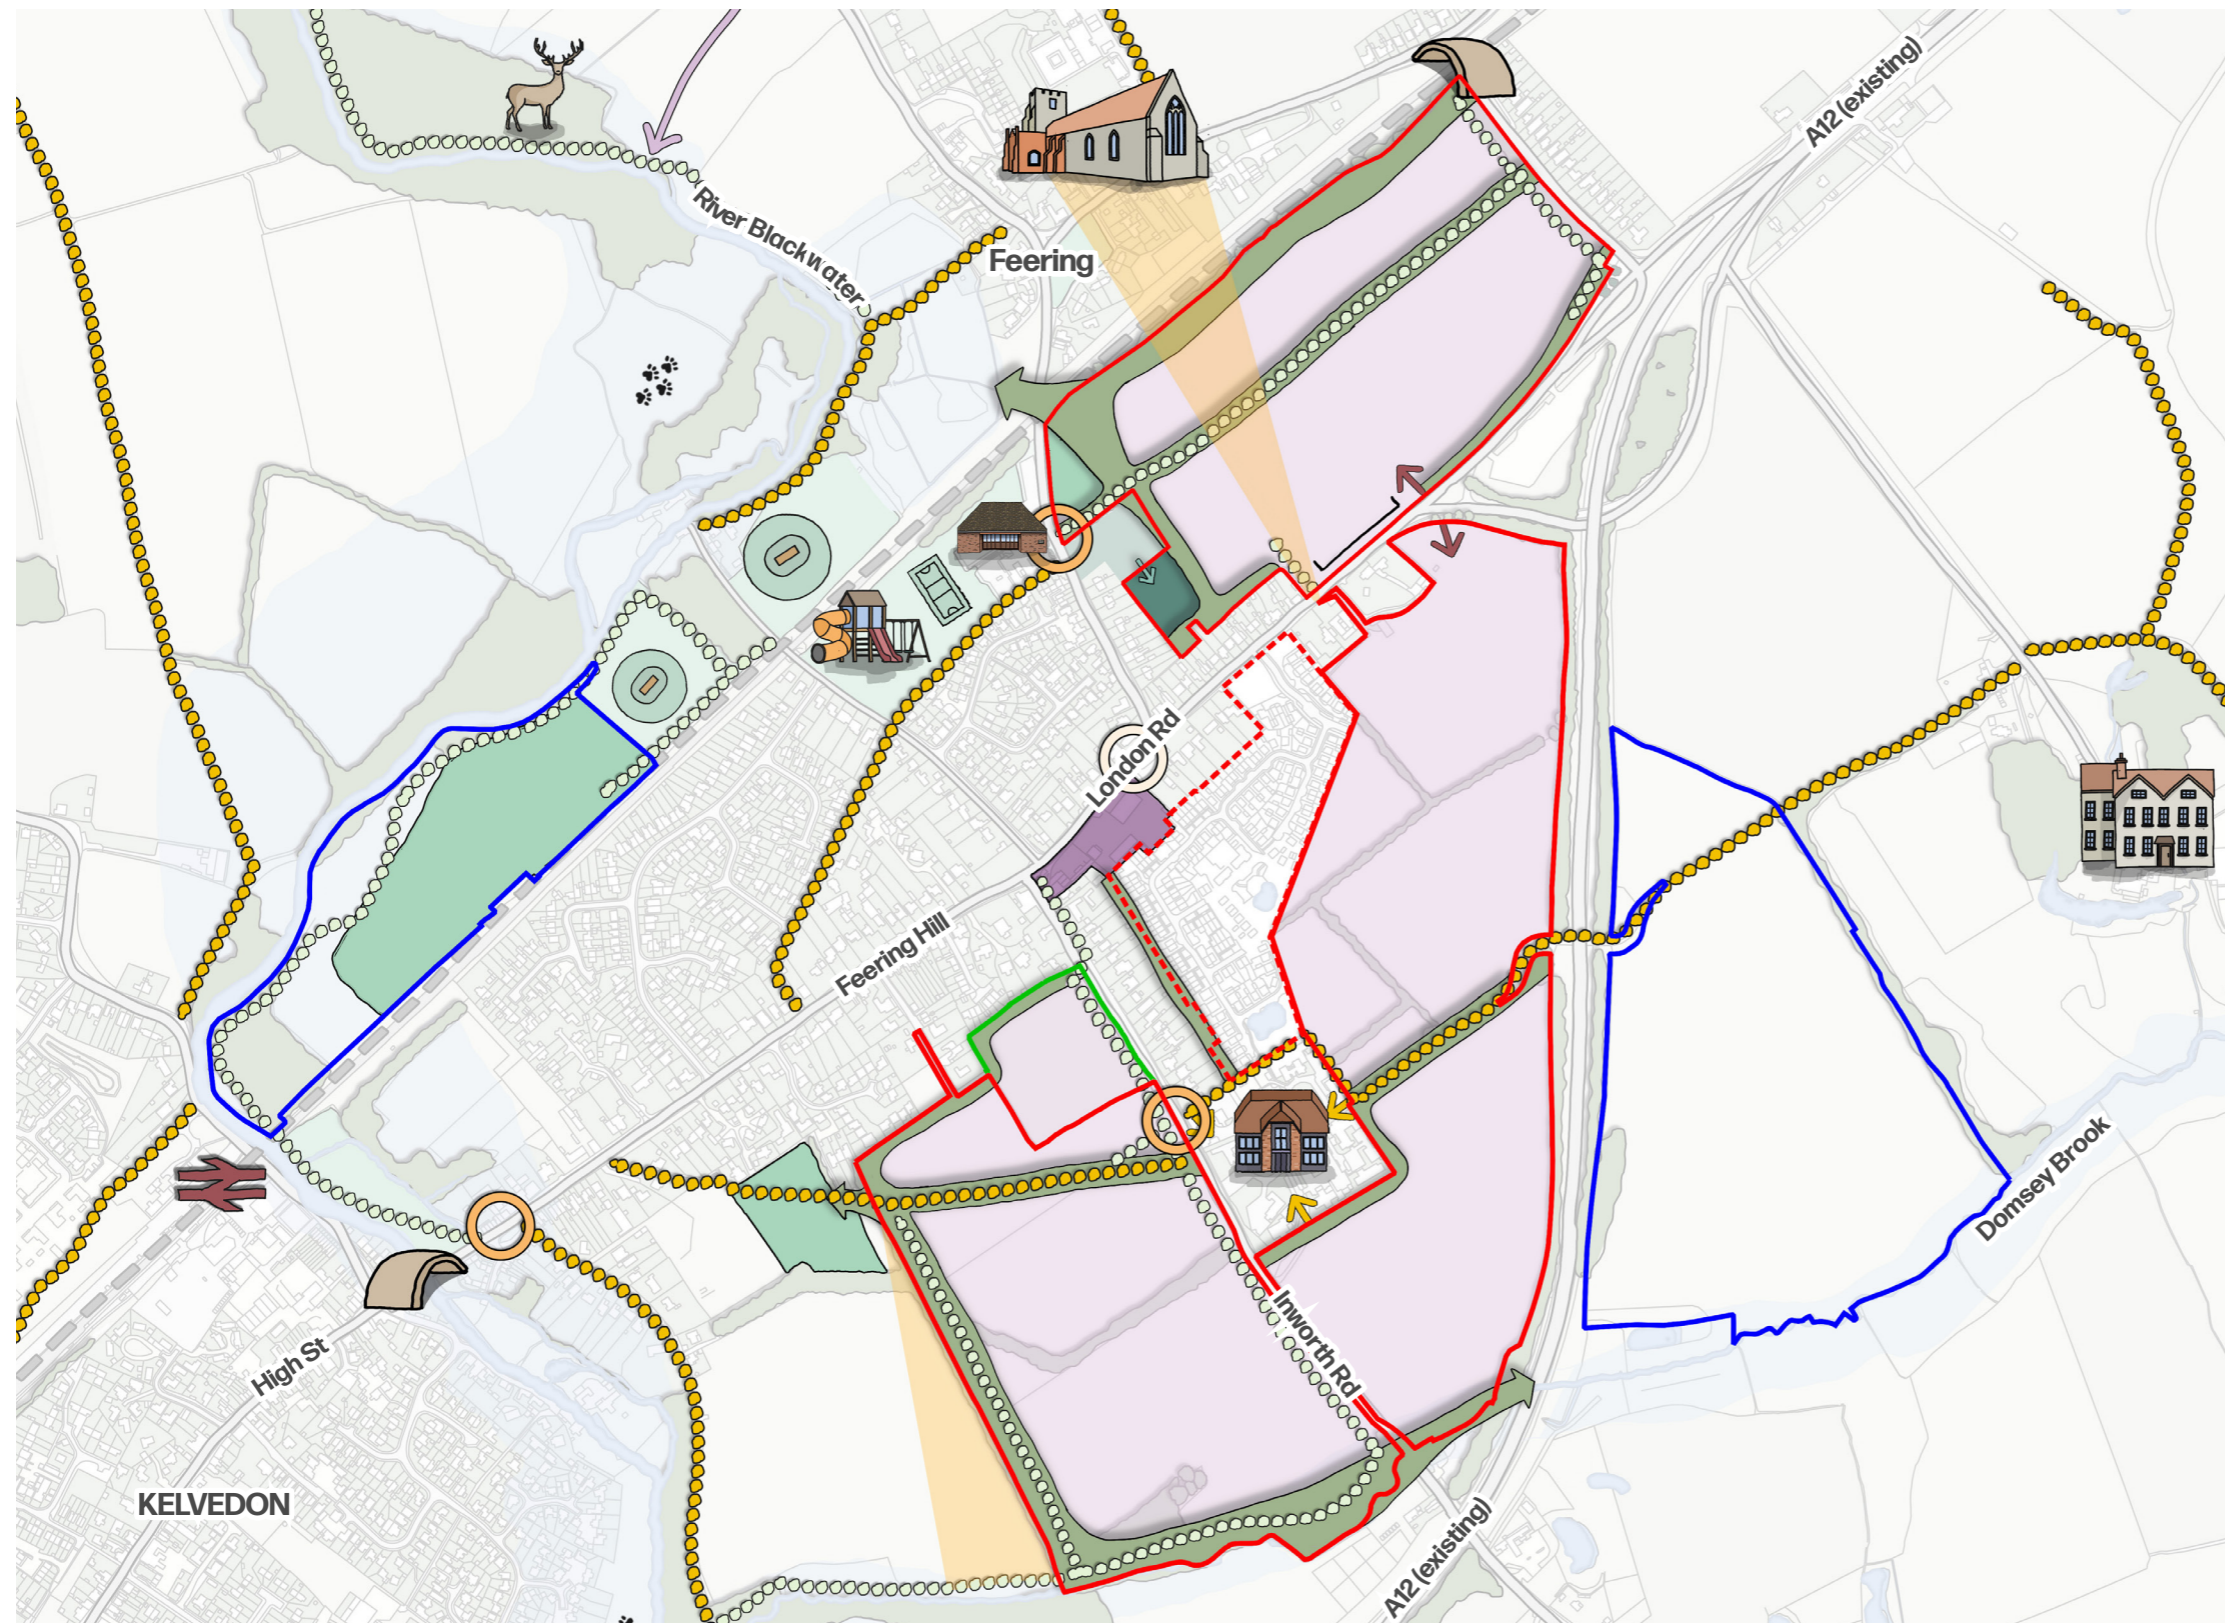 A12 (existing)
River Blackwater
Feering
London Rd
Feering Hill
Domsey Brook
Inworth Rd
High St
KELVEDON
A12 (existing)